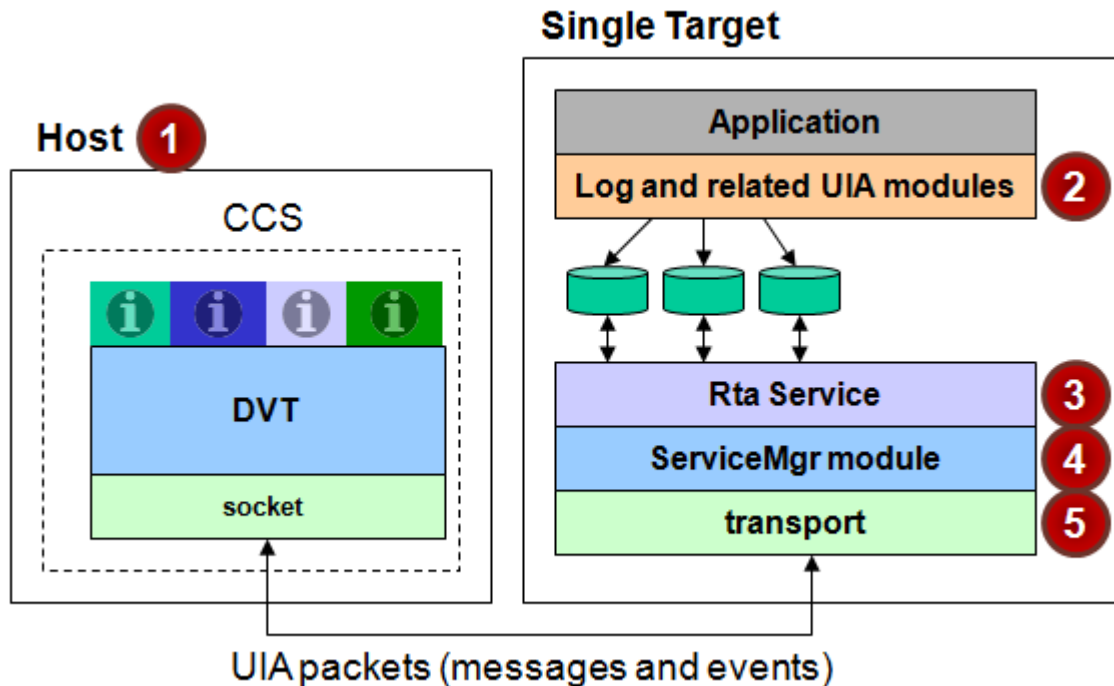 Single Target
Host 1
Application
Log and related UIA modules 2
CCS
i i i i
DVT
Rta Service 3
ServiceMgr module 4
socket
transport 5
UIA packets (messages and events)